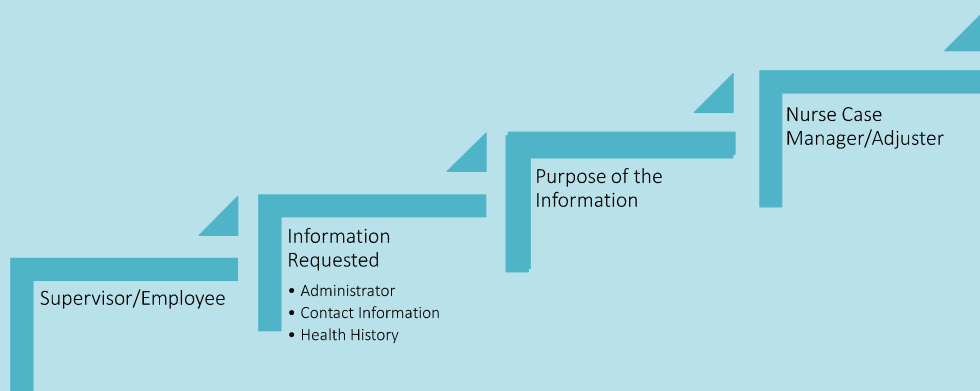 Supervisor/Employee
Information
Requested
• Administrator
• Contact Information
• Health History
Purpose of the
Information
Nurse Case
Manager/Adjuster